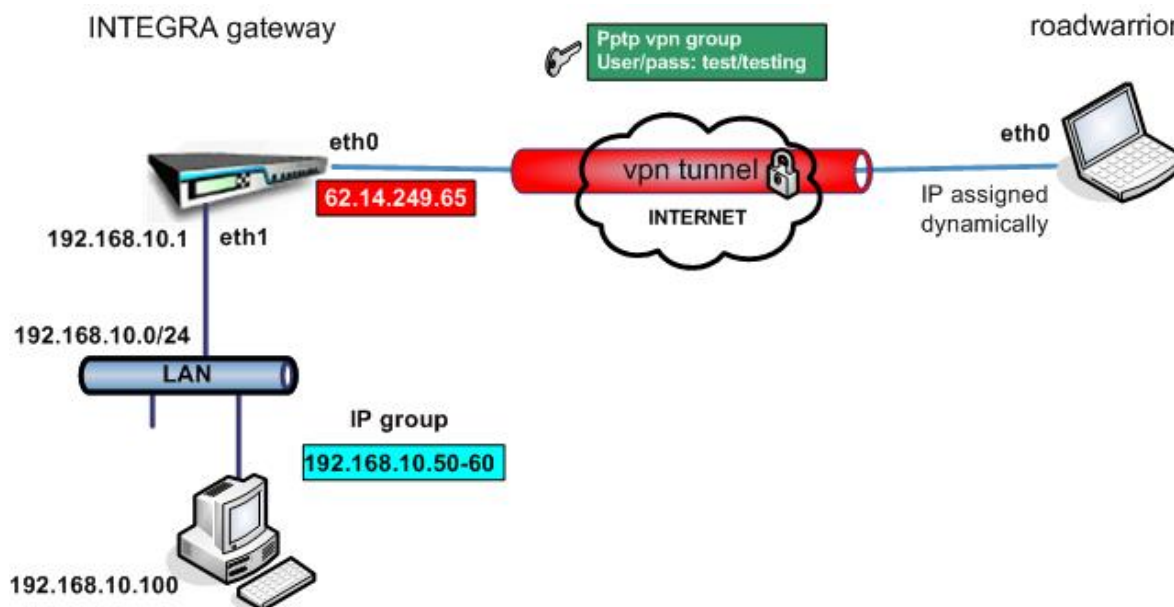 INTEGRA gateway
Pptp vpn group
User/pass: test/testing
roadwarrior
eth0
62.14.249.65
vpn tunnel
INTERNET
eth0
IP assigned
dynamically
192.168.10.1
eth1
192.168.10.0/24
LAN
IP group
192.168.10.50-60
192.168.10.100